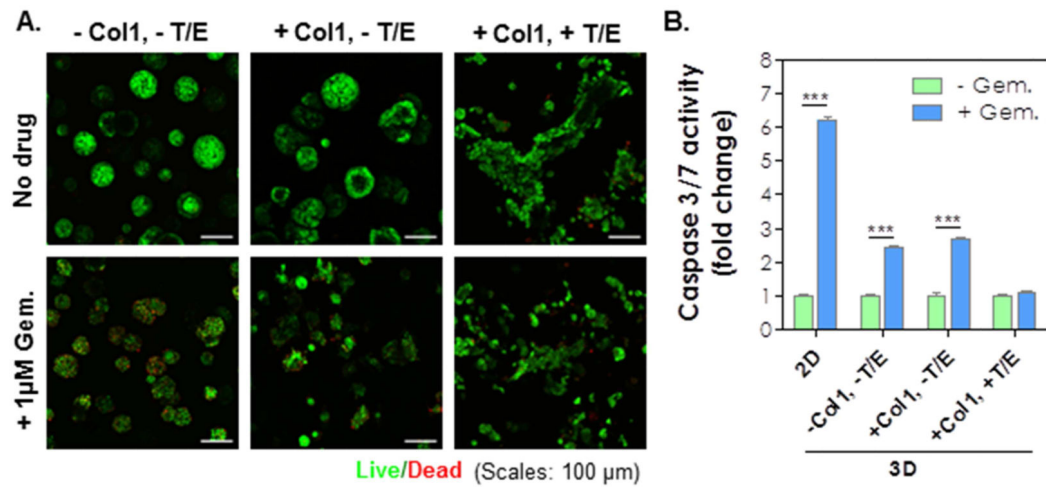 A.
- Col1, - T/E
+ Col1, - T/E
+ Col1, + T/E
No drug
+ 1μM Gem.
Live/Dead (Scales: 100 μm)
B.
Caspase 3/7 activity
(fold change)
8
7
6
5
4
3
2
1
0
- Gem.
+ Gem.
***
***
***
2D
-Col1, -T/E
+Col1, -T/E
+Col1, +T/E
3D